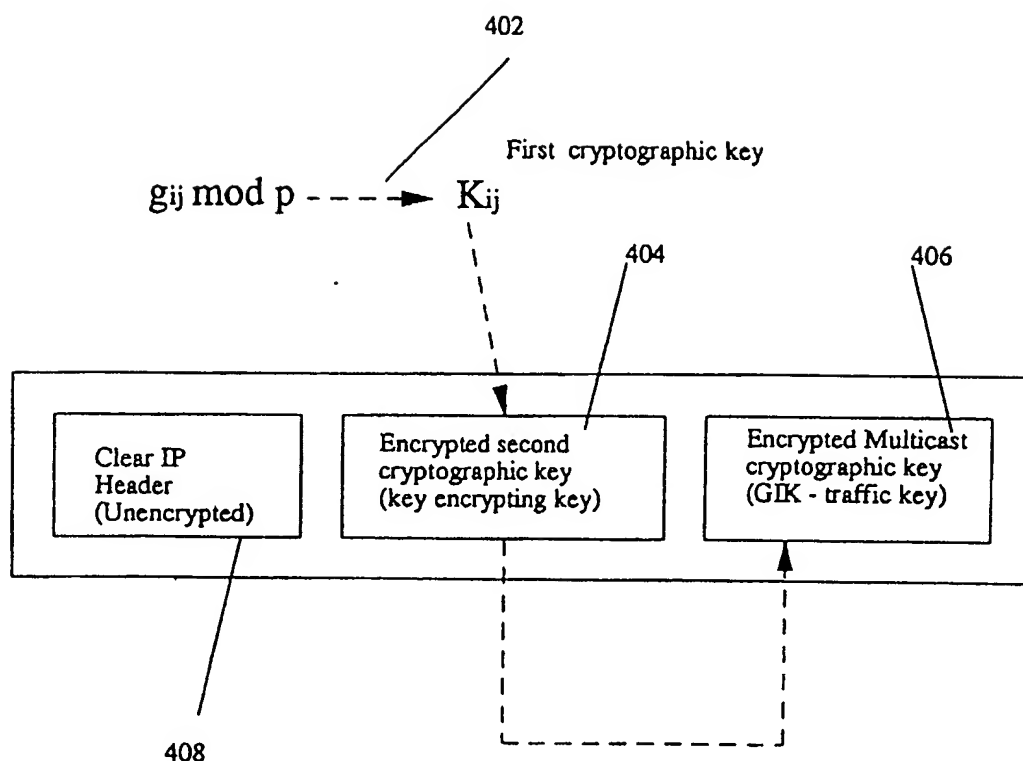 402
First cryptographic key
gij mod p
Kij
404
406
Clear IP
Header
(Unencrypted)
Encrypted second
cryptographic key
(key encrypting key)
Encrypted Multicast
cryptographic key
(GIK - traffic key)
408